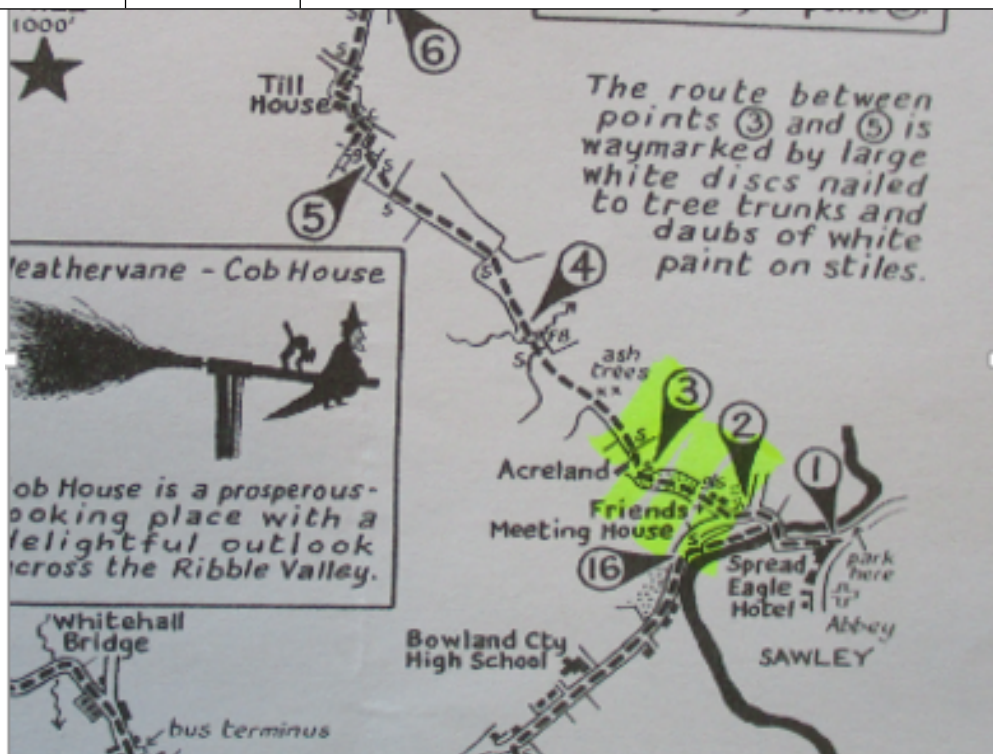 1000'
6
Till
House
The route between
points 3 and 5 is
waymarked by large
white discs nailed
to tree trunks and
daubs of white
paint on stiles.
5
4
FB
S
ash
trees
3
2
1
S
Acreland
Friends
Meeting House
16
Spread
Eagle
Hotel
park
here
Abbey
SAWLEY
Bowland Cty
High School
eathervane - Cob House
ob House is a prosperous-
ooking place with a
elightful outlook
cross the Ribble Valley.
Whitehall
Bridge
bus terminus